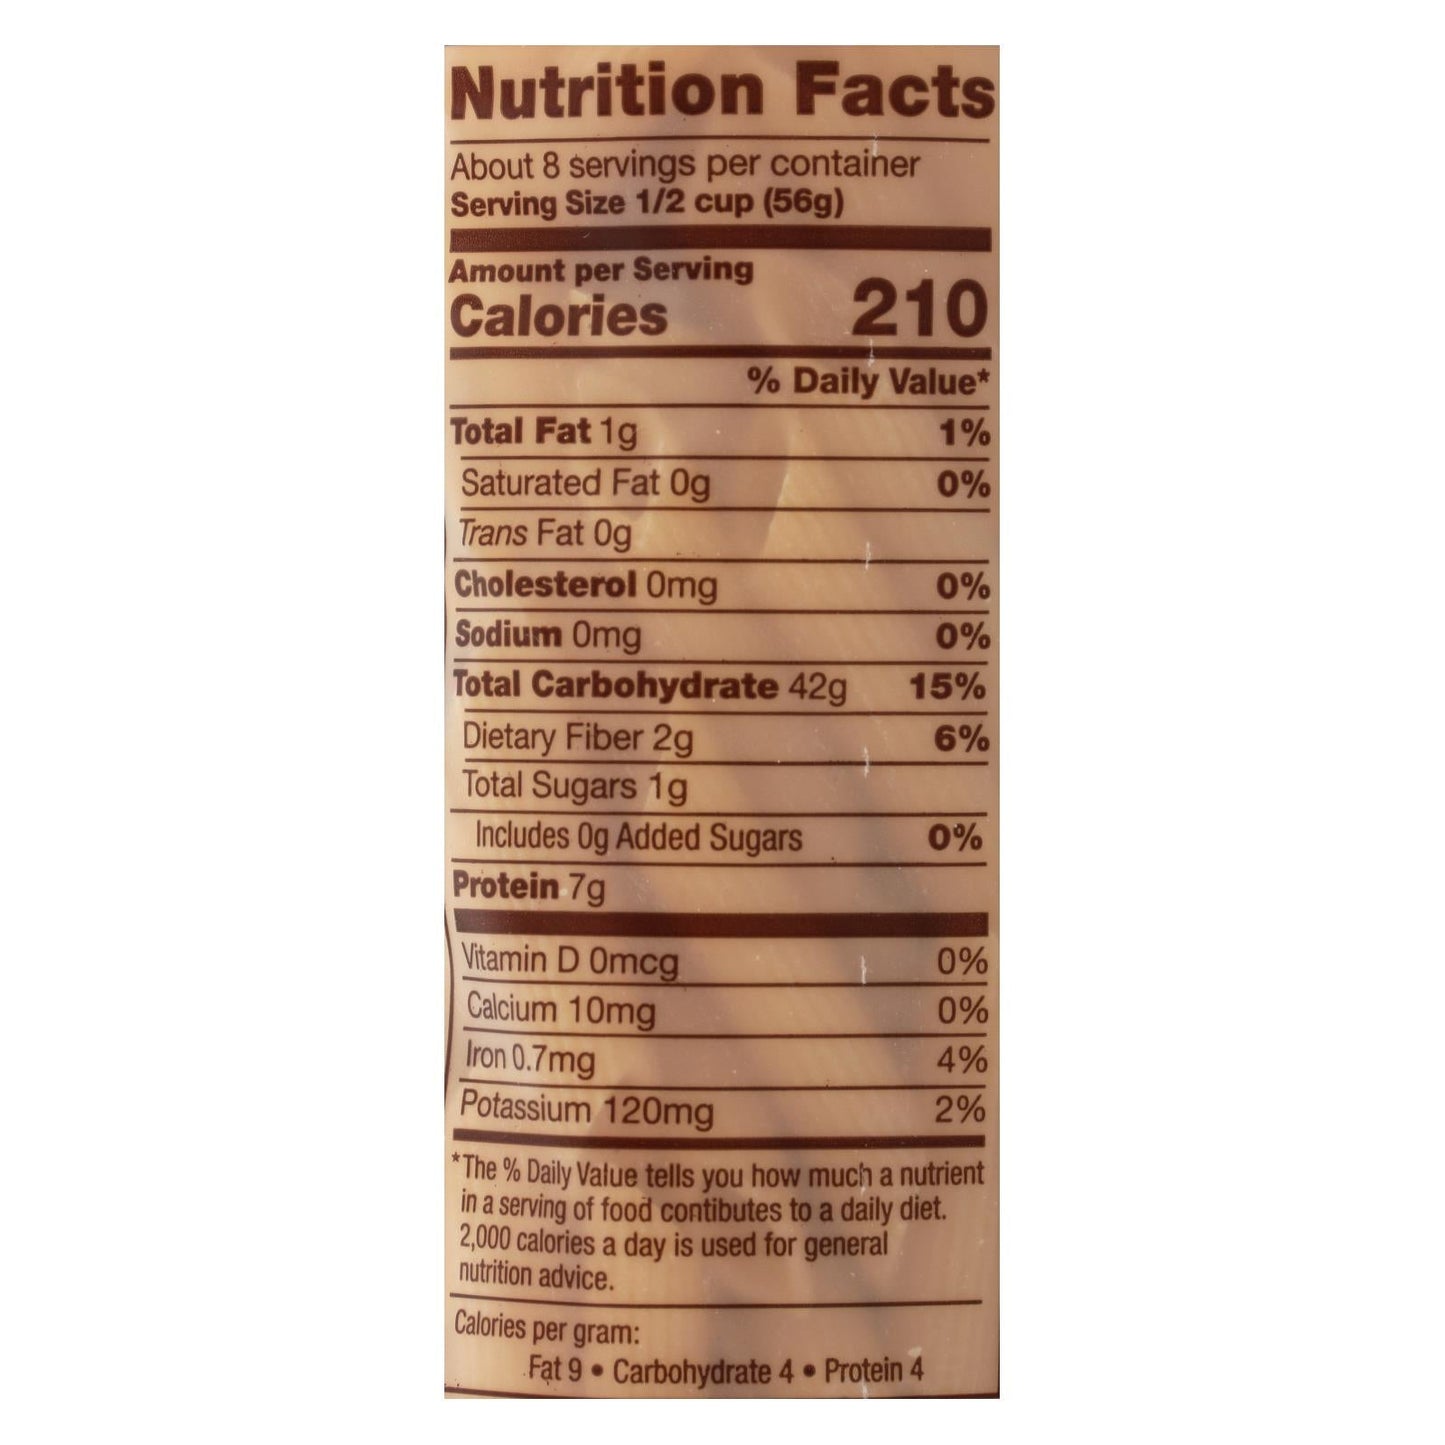 Nutrition Facts
About 8 servings per container
Serving Size 1/2 cup (56g)
Amount per Serving
Calories 210
% Daily Value*
Total Fat 1g 1%
Saturated Fat 0g 0%
Trans Fat 0g
Cholesterol 0mg 0%
Sodium 0mg 0%
Total Carbohydrate 42g 15%
Dietary Fiber 2g 6%
Total Sugars 1g
Includes 0g Added Sugars 0%
Protein 7g
Vitamin D 0mcg 0%
Calcium 10mg 0%
Iron 0.7mg 4%
Potassium 120mg 2%
*The % Daily Value tells you how much a nutrient
in a serving of food contibutes to a daily diet.
2,000 calories a day is used for general
nutrition advice.
Calories per gram:
Fat 9 • Carbohydrate 4 • Protein 4